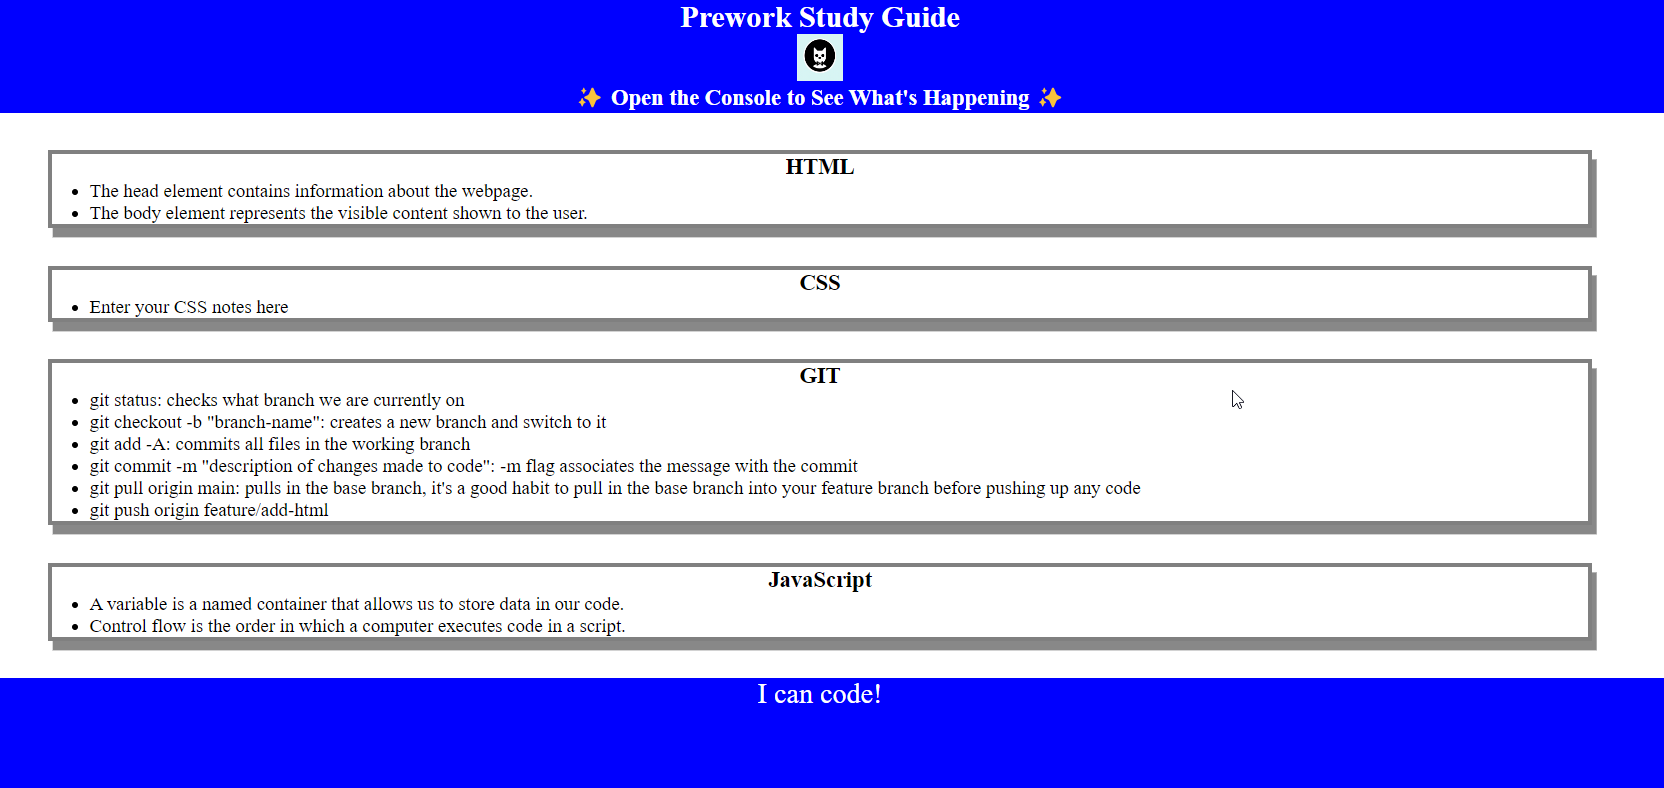 Prework Study Guide
✨ Open the Console to See What's Happening ✨
HTML
• The head element contains information about the webpage.
• The body element represents the visible content shown to the user.
CSS
• Enter your CSS notes here
GIT
• git status: checks what branch we are currently on
• git checkout -b "branch-name": creates a new branch and switch to it
• git add -A: commits all files in the working branch
• git commit -m "description of changes made to code": -m flag associates the message with the commit
• git pull origin main: pulls in the base branch, it's a good habit to pull in the base branch into your feature branch before pushing up any code
• git push origin feature/add-html
JavaScript
• A variable is a named container that allows us to store data in our code.
• Control flow is the order in which a computer executes code in a script.
I can code!